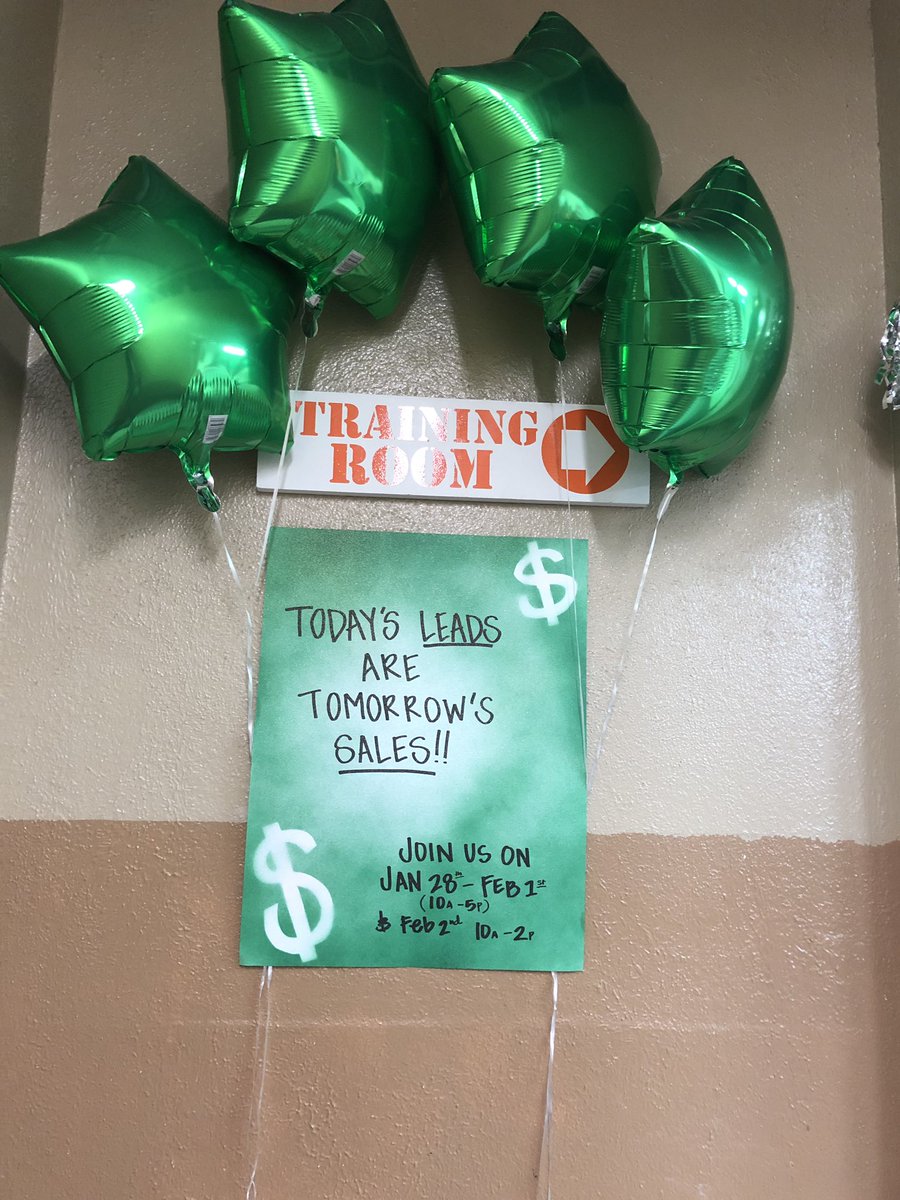 TRAINING
ROOM
TODAY'S LEADS
ARE
TOMORROW'S
SALES!!
JOIN US ON
JAN 28th - FEB 1st
(10A-5P)
$ Feb 2nd 10A-2P
$
$